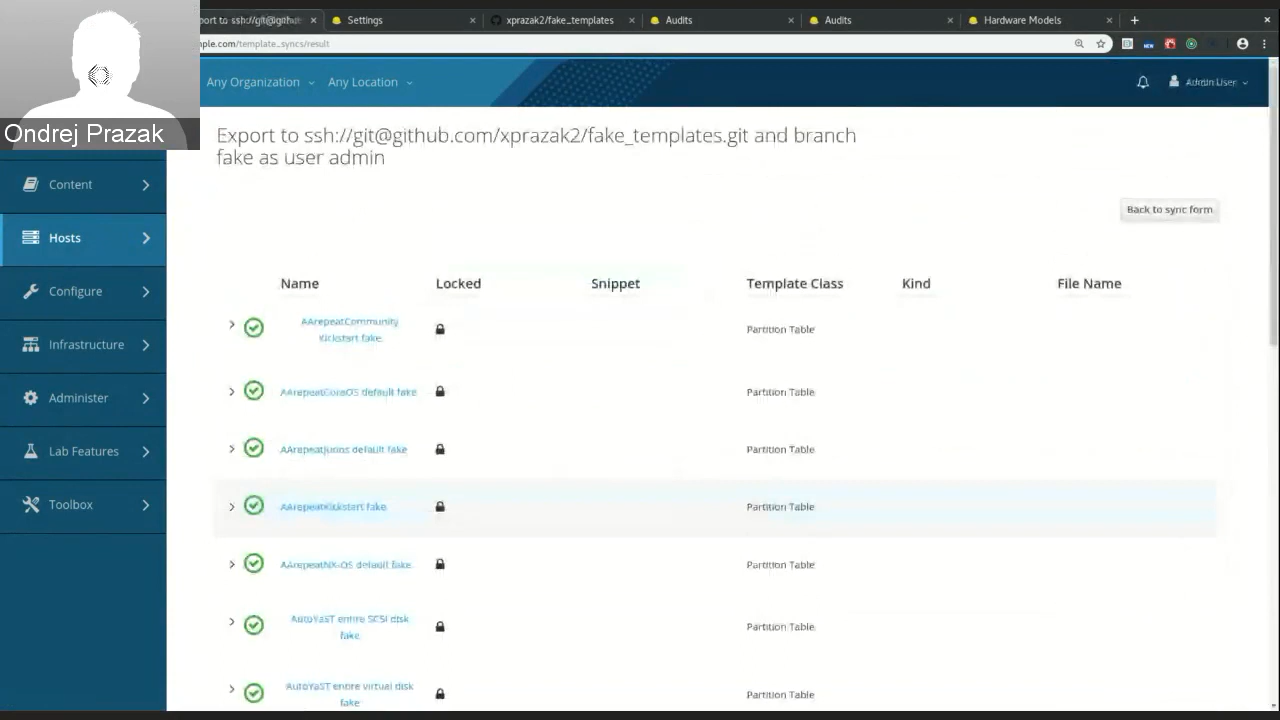 port to ssh://git@github
Settings
xprazak2/fake_templates
Audits
Audits
Hardware Models
mple.com/template_syncs/result
Any Organization
Any Location
Admin User
Ondrej Prazak
Content
Hosts
Configure
Infrastructure
Administer
Lab Features
Toolbox
Export to ssh://git@github.com/xprazak2/fake_templates.git and branch
fake as user admin
Back to sync form
Name Locked Snippet Template Class Kind File Name
AArepeatCommunity
Kickstart fake
Partition Table
AArepeatCoreOS default fake
Partition Table
AArepeatJunos default fake
Partition Table
AArepeatKickstart fake
Partition Table
AArepeatNX-OS default fake
Partition Table
AutoYaST entire SCSI disk
fake
Partition Table
AutoYaST entire virtual disk
fake
Partition Table